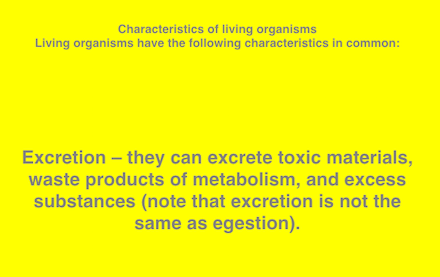 Characteristics of living organisms
Living organisms have the following characteristics in common:
Excretion – they can excrete toxic materials,
waste products of metabolism, and excess
substances (note that excretion is not the
same as egestion).